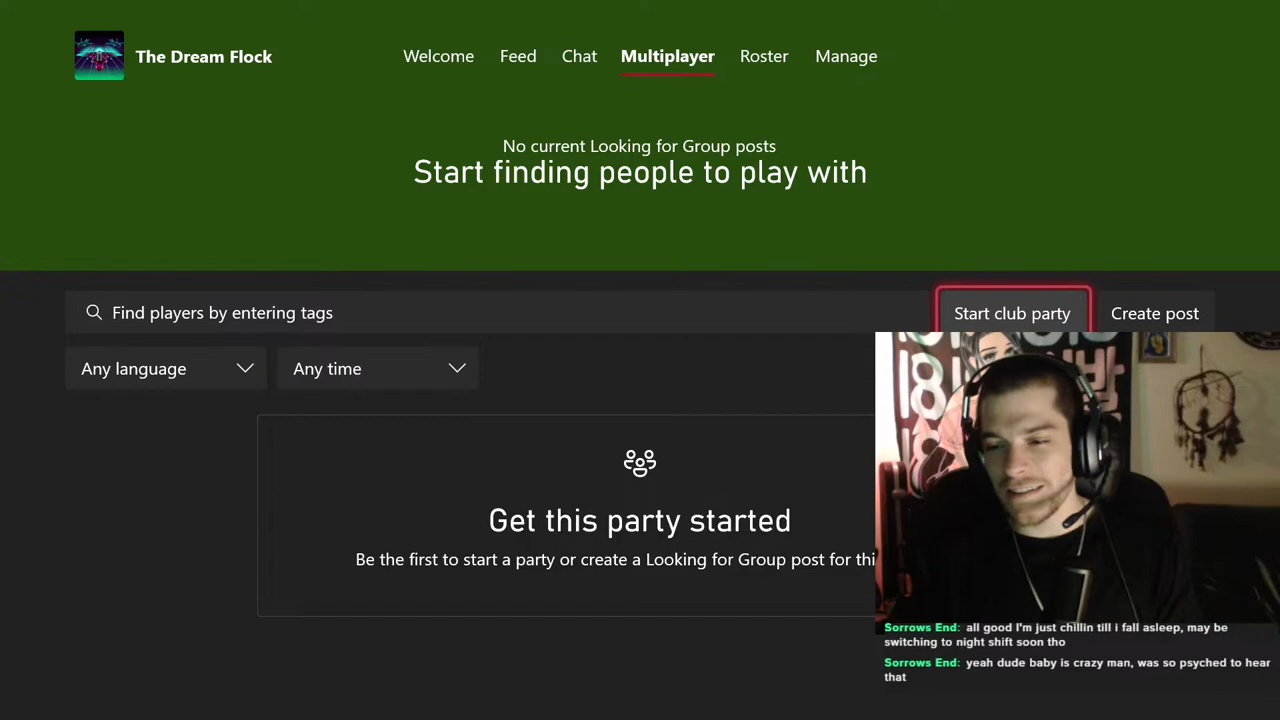 The Dream Flock
Welcome
Feed
Chat
Multiplayer
Roster
Manage
No current Looking for Group posts
Start finding people to play with
Find players by entering tags
Start club party
Create post
Any language
Any time
Get this party started
Be the first to start a party or create a Looking for Group post for thi
Sorrows End: all good I'm just chillin till i fall asleep, may be
switching to night shift soon tho
Sorrows End: yeah dude baby is crazy man, was so psyched to hear
that